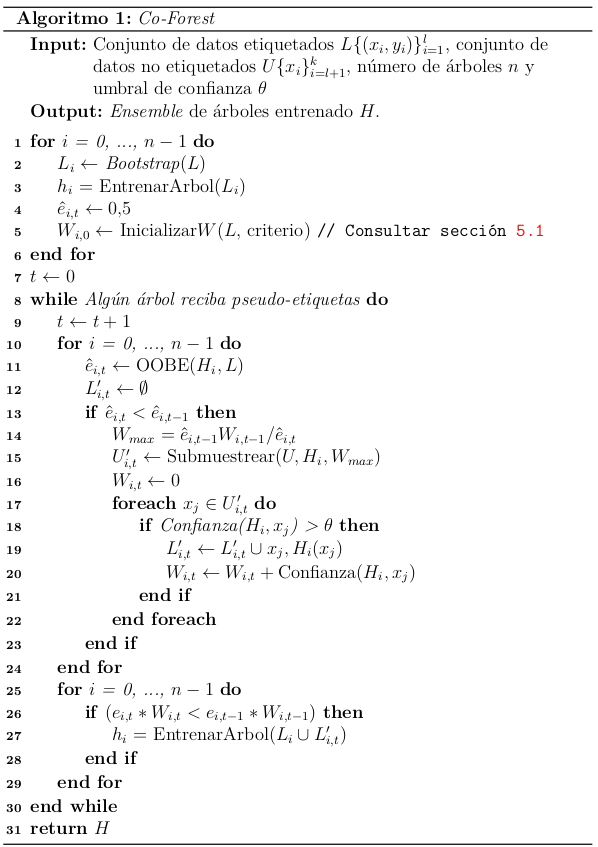 Algoritmo 1: Co-Forest
Input: Conjunto de datos etiquetados $L\{(x_i, y_i)\}_{i=1}^{l}$, conjunto de
datos no etiquetados $U\{x_i\}_{i=l+1}^{k}$, número de árboles $n$ y
umbral de confianza $\theta$
Output: Ensemble de árboles entrenado $H$.
1 for $i$ = 0, ..., $n - 1$ do
2 $L_i \leftarrow$ Bootstrap($L$)
3 $h_i$ = EntrenarArbol($L_i$)
4 $\hat{e}_{i,t} \leftarrow$ 0,5
5 $W_{i,0} \leftarrow$ Inicializar$W$($L$, criterio) // Consultar sección 5.1
6 end for
7 $t \leftarrow 0$
8 while Algún árbol reciba pseudo-etiquetas do
9 $t \leftarrow t + 1$
10 for $i$ = 0, ..., $n - 1$ do
11 $\hat{e}_{i,t} \leftarrow$ OOBE($H_i, L$)
12 $L'_{i,t} \leftarrow \emptyset$
13 if $\hat{e}_{i,t} < \hat{e}_{i,t-1}$ then
14 $W_{max} = \hat{e}_{i,t-1} W_{i,t-1} / \hat{e}_{i,t}$
15 $U'_{i,t} \leftarrow$ Submuestrear($U, H_i, W_{max}$)
16 $W_{i,t} \leftarrow 0$
17 foreach $x_j \in U'_{i,t}$ do
18 if Confianza($H_i, x_j$) > $\theta$ then
19 $L'_{i,t} \leftarrow L'_{i,t} \cup x_j, H_i(x_j)$
20 $W_{i,t} \leftarrow W_{i,t} +$ Confianza($H_i, x_j$)
21 end if
22 end foreach
23 end if
24 end for
25 for $i$ = 0, ..., $n - 1$ do
26 if ($e_{i,t} * W_{i,t} < e_{i,t-1} * W_{i,t-1}$) then
27 $h_i$ = EntrenarArbol($L_i \cup L'_{i,t}$)
28 end if
29 end for
30 end while
31 return $H$